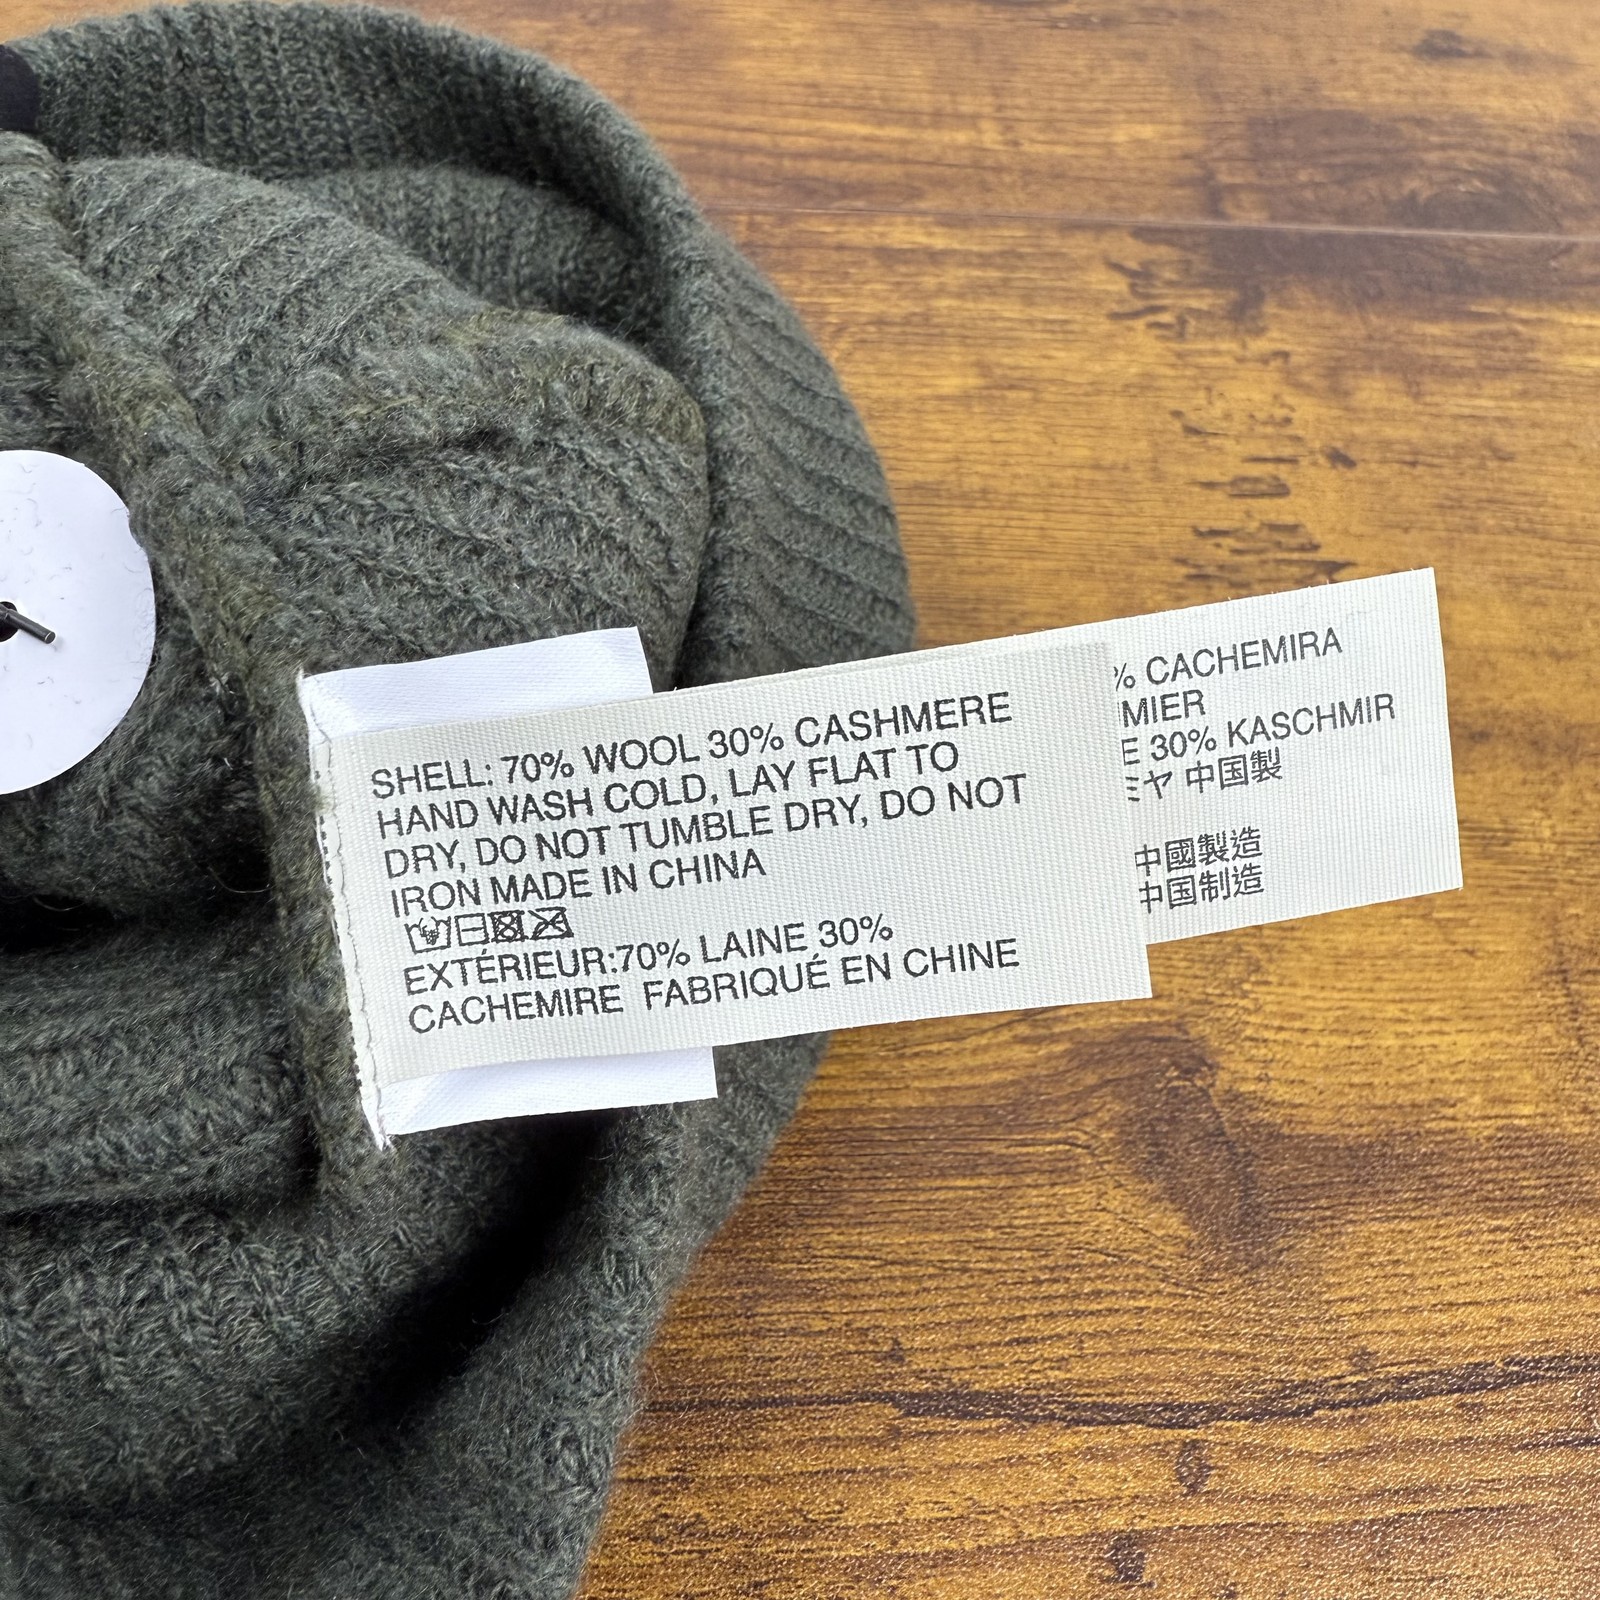 SHELL: 70% WOOL 30% CASHMERE
HAND WASH COLD, LAY FLAT TO
DRY, DO NOT TUMBLE DRY, DO NOT
IRON MADE IN CHINA
EXTÉRIEUR:70% LAINE 30%
CACHEMIRE FABRIQUÉ EN CHINE
% CACHEMIRA
MIER
E 30% KASCHMIR
ミヤ 中国製
中國製造
中国制造